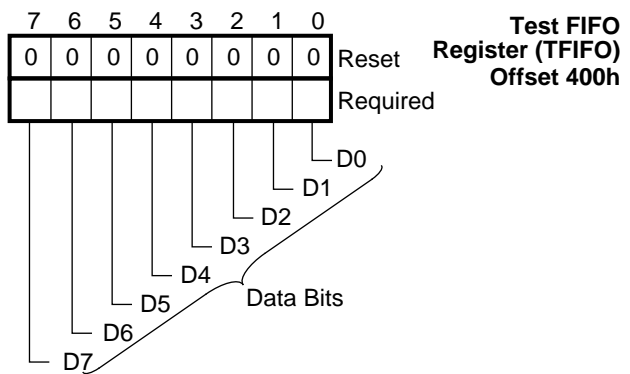 7 6 5 4 3 2 1 0
0 0 0 0 0 0 0 0 Reset
Required
Test FIFO
Register (TFIFO)
Offset 400h
D0
D1
D2
D3
D4
D5
D6
D7
Data Bits